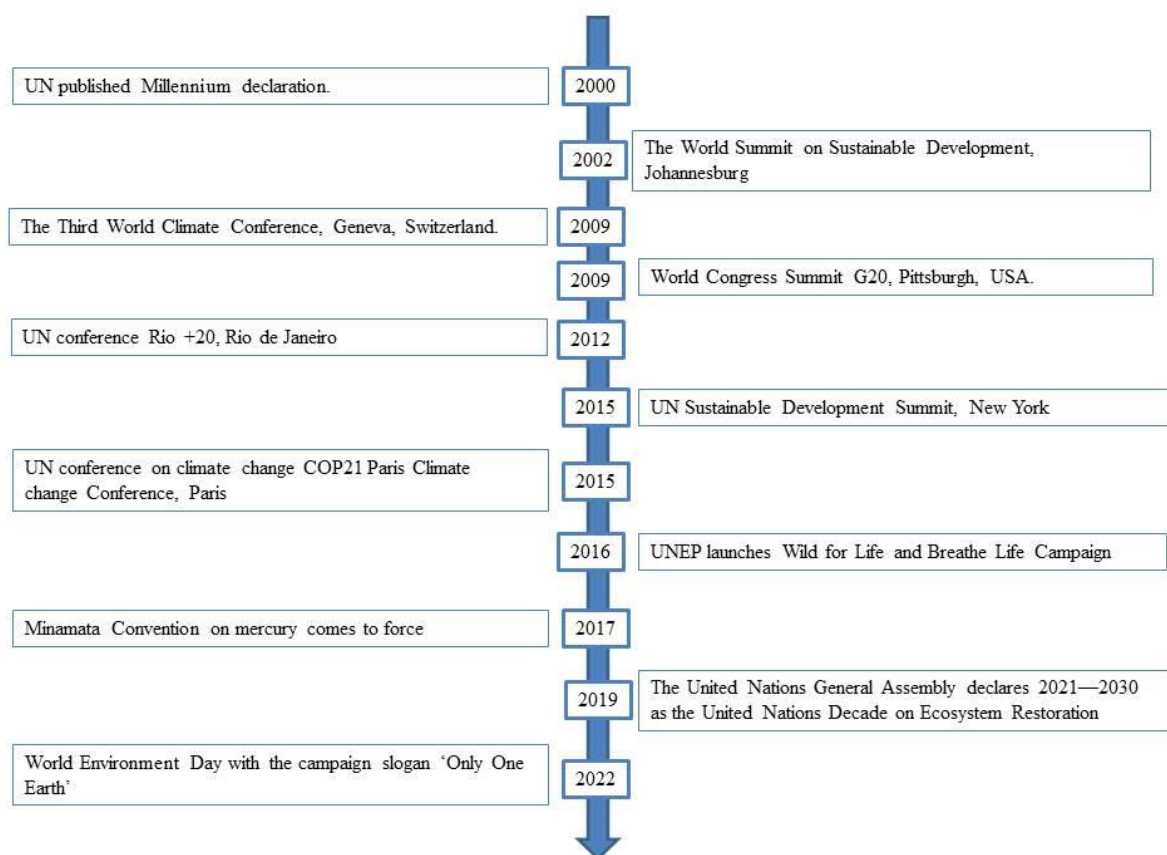 UN published Millennium declaration.
2000
2002
The World Summit on Sustainable Development,
Johannesburg
The Third World Climate Conference, Geneva, Switzerland.
2009
2009
World Congress Summit G20, Pittsburgh, USA.
UN conference Rio +20, Rio de Janeiro
2012
2015
UN Sustainable Development Summit, New York
UN conference on climate change COP21 Paris Climate
change Conference, Paris
2015
2016
UNEP launches Wild for Life and Breathe Life Campaign
Minamata Convention on mercury comes to force
2017
2019
The United Nations General Assembly declares 2021—2030
as the United Nations Decade on Ecosystem Restoration
World Environment Day with the campaign slogan ‘Only One
Earth’
2022